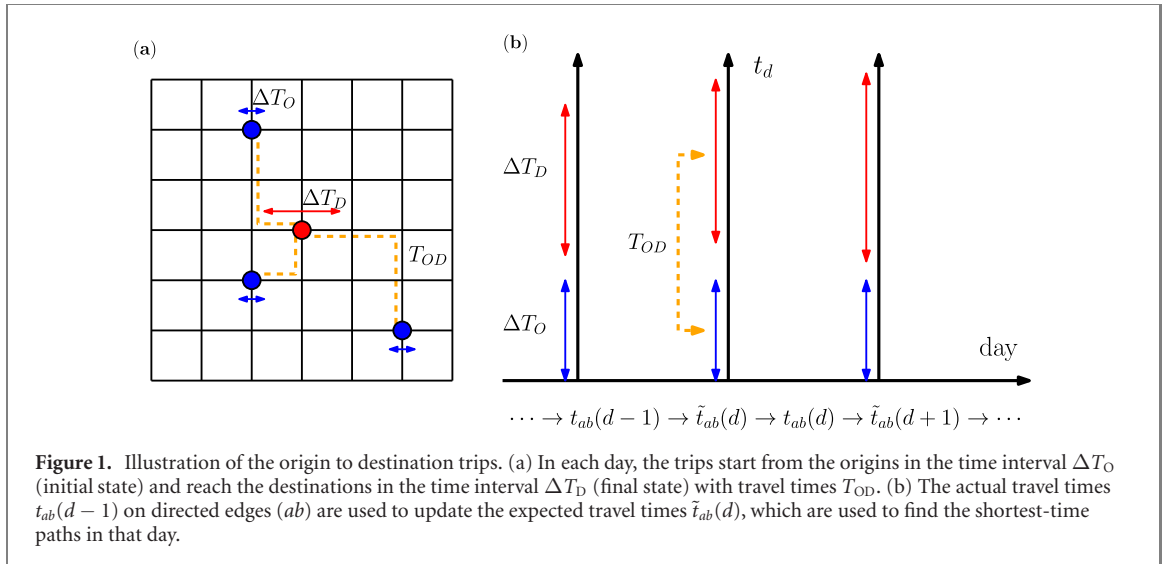 (a)
ΔT_O
ΔT_D
T_OD
(b)
t_d
ΔT_D
T_OD
ΔT_O
day
⋯ → t_ab(d − 1) → t̃_ab(d) → t_ab(d) → t̃_ab(d + 1) → ⋯
Figure 1. Illustration of the origin to destination trips. (a) In each day, the trips start from the origins in the time interval ΔT_O
(initial state) and reach the destinations in the time interval ΔT_D (final state) with travel times T_OD. (b) The actual travel times
t_ab(d − 1) on directed edges (ab) are used to update the expected travel times t̃_ab(d), which are used to find the shortest-time
paths in that day.